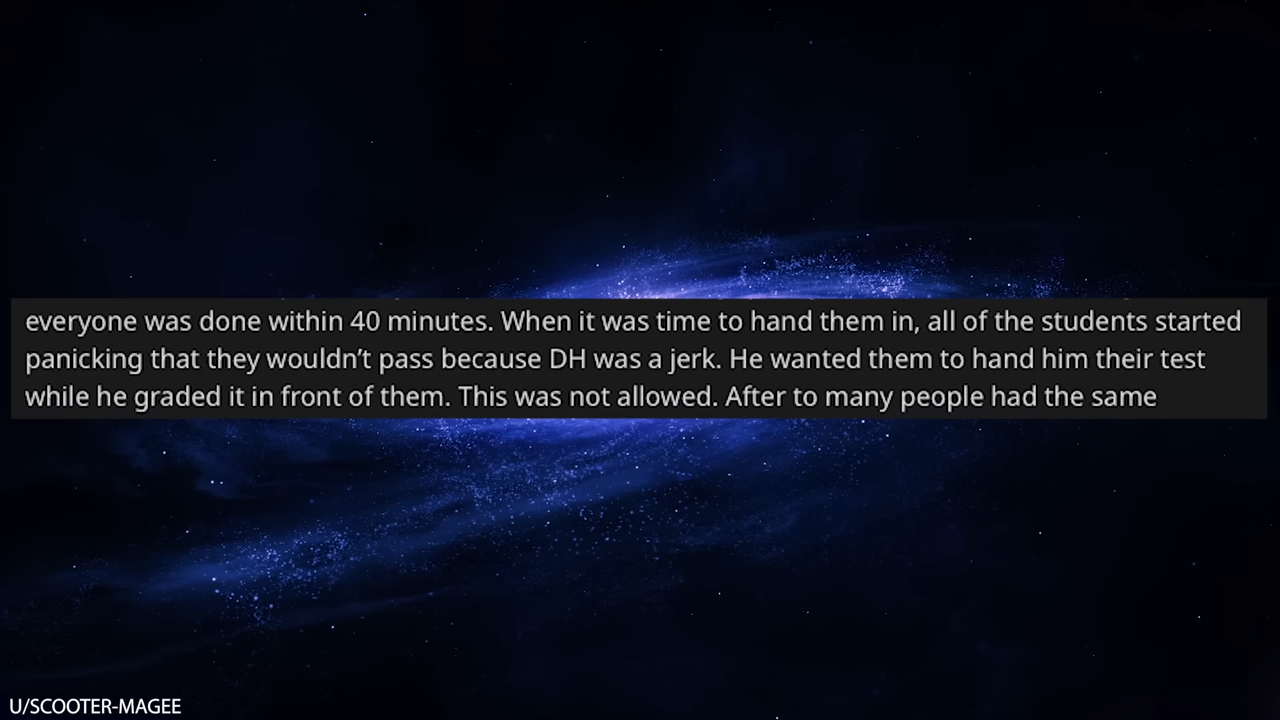 everyone was done within 40 minutes. When it was time to hand them in, all of the students started
panicking that they wouldn’t pass because DH was a jerk. He wanted them to hand him their test
while he graded it in front of them. This was not allowed. After to many people had the same
U/SCOOTER-MAGEE